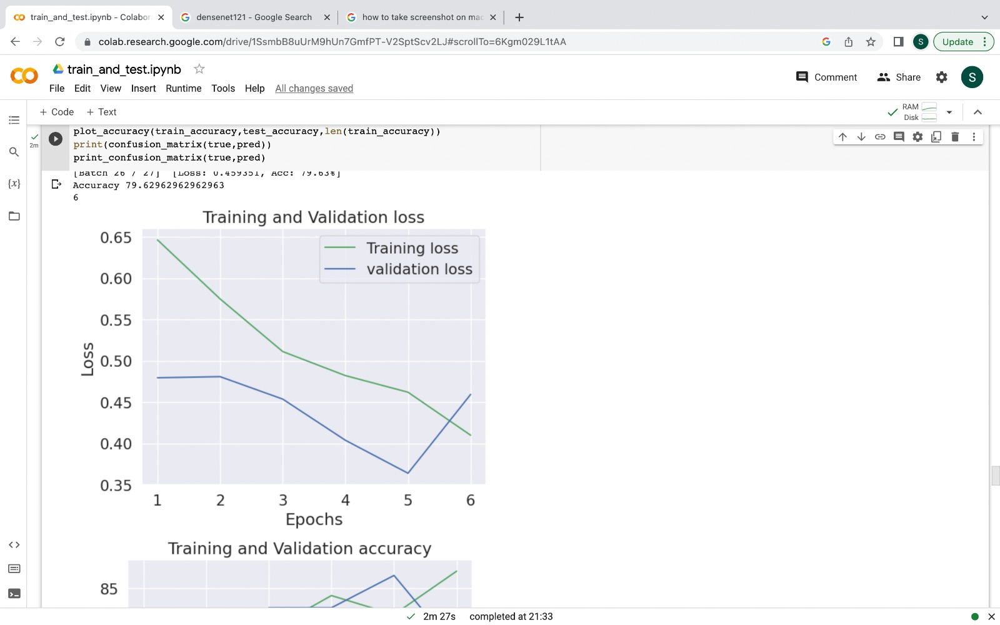 train_and_test.ipynb - Colabor
densenet121 - Google Search
how to take screenshot on mac
colab.research.google.com/drive/1SsmbB8uUrM9hUn7GmfPT-V2SptScv2LJ#scrollTo=6Kgm029L1tAA
S
Update
train_and_test.ipynb
File Edit View Insert Runtime Tools Help All changes saved
Comment
Share
S
+ Code + Text
RAM
Disk
2m
plot_accuracy(train_accuracy,test_accuracy,len(train_accuracy))
print(confusion_matrix(true,pred))
print_confusion_matrix(true,pred)
[Batch 26 / 27] [Loss: 0.459351, Acc: 79.63%]
Accuracy 79.62962962962963
6
{x}
Training and Validation loss
Training loss
validation loss
0.65
0.60
0.55
0.50
0.45
0.40
0.35
Loss
1 2 3 4 5 6
Epochs
Training and Validation accuracy
85
2m 27s completed at 21:33